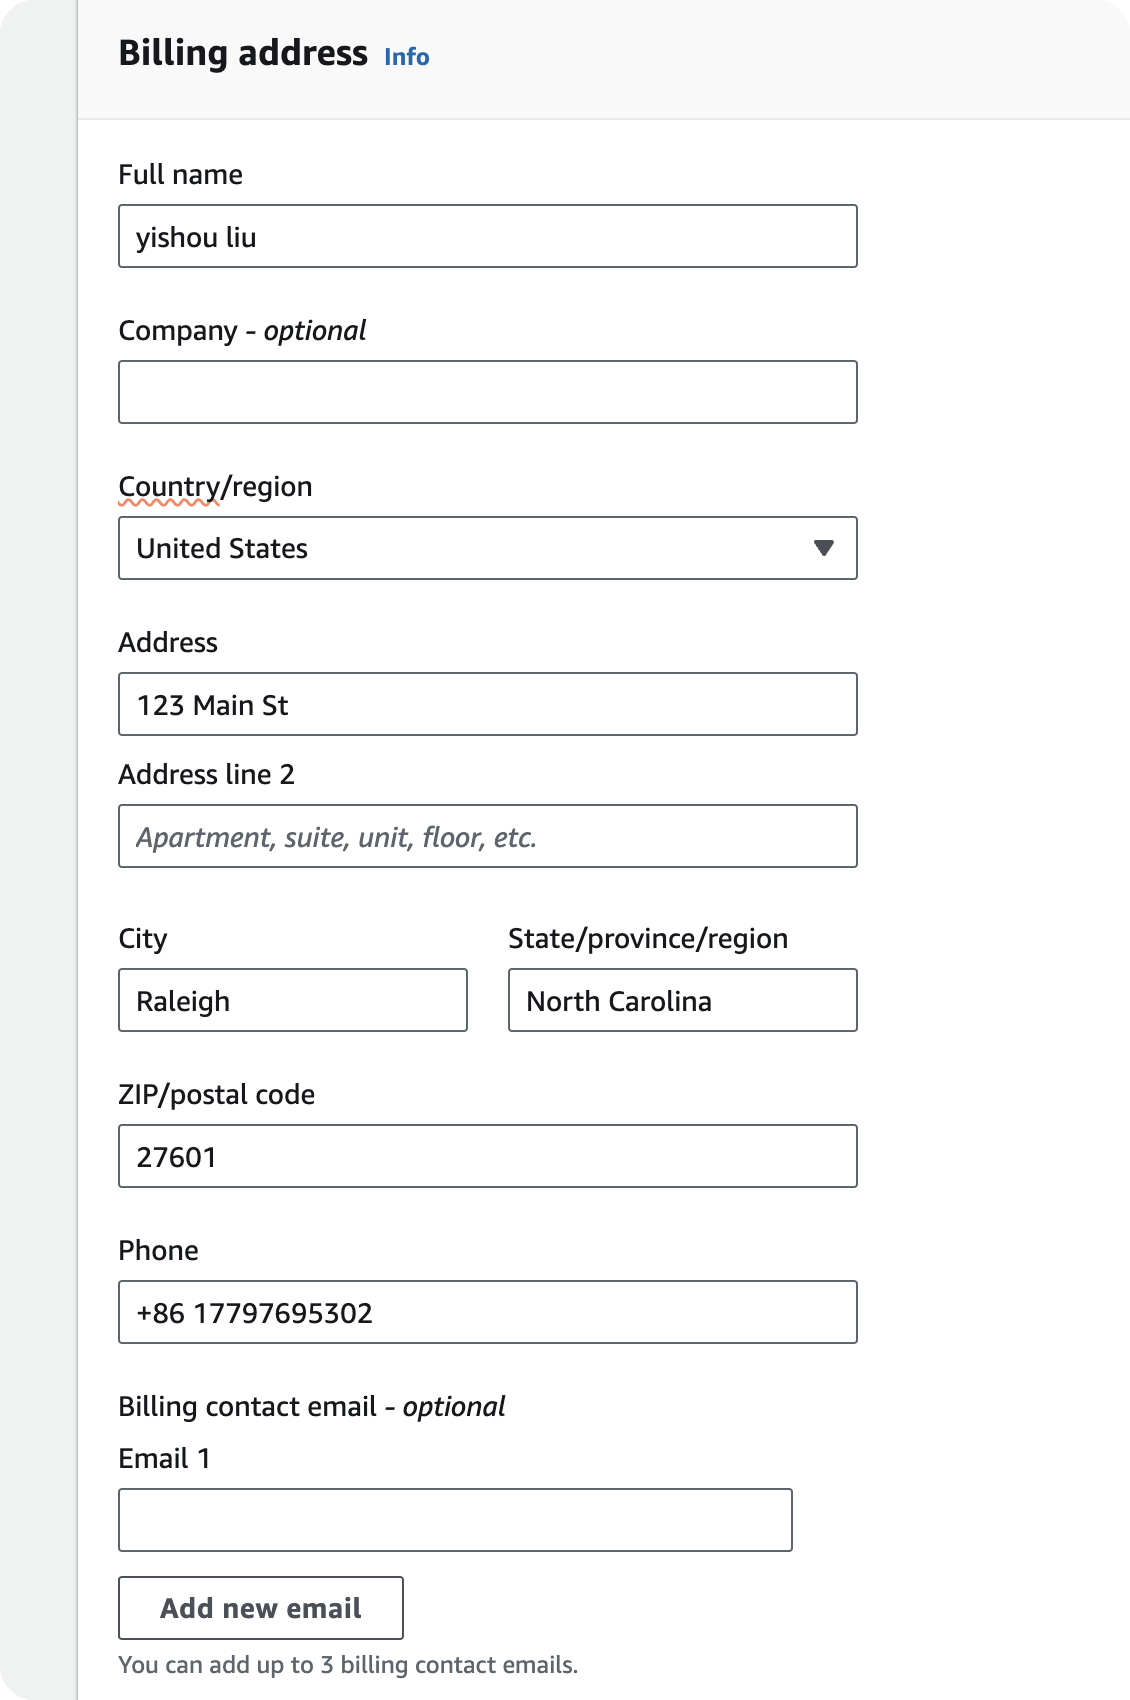 Billing address Info
Full name
yishou liu
Company - optional
Country/region
United States
Address
123 Main St
Address line 2
Apartment, suite, unit, floor, etc.
City State/province/region
Raleigh North Carolina
ZIP/postal code
27601
Phone
+86 17797695302
Billing contact email - optional
Email 1
Add new email
You can add up to 3 billing contact emails.